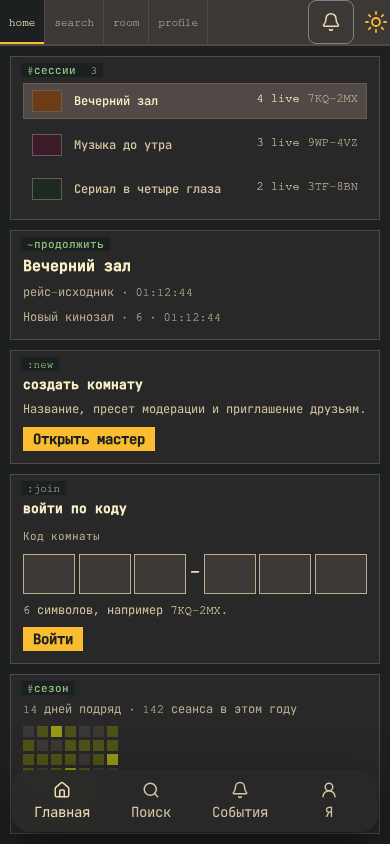 home search room profile
#сессии 3
Вечерний зал 4 live 7KQ-2MX
Музыка до утра 3 live 9WP-4VZ
Сериал в четыре глаза 2 live 3TF-8BN
~продолжить
Вечерний зал
рейс-исходник · 01:12:44
Новый кинозал · 6 · 01:12:44
:new
создать комнату
Название, пресет модерации и приглашение друзьям.
Открыть мастер
:join
войти по коду
Код комнаты
–
6 символов, например 7KQ-2MX.
Войти
#сезон
14 дней подряд · 142 сеанса в этом году
Главная Поиск События Я